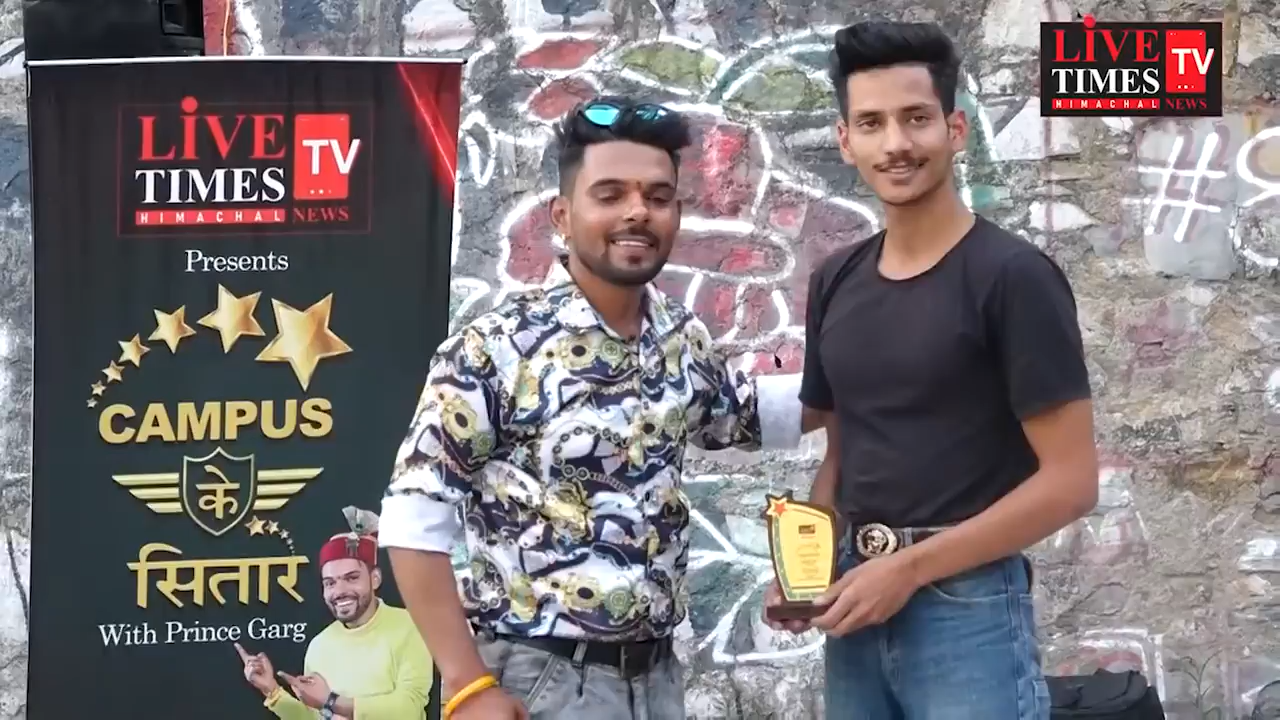 LiVE
TIMES
TV
HIMACHAL NEWS
Presents
CAMPUS
के
सितारे
With Prince Garg
LiVE
TIMES
TV
HIMACHAL NEWS
#